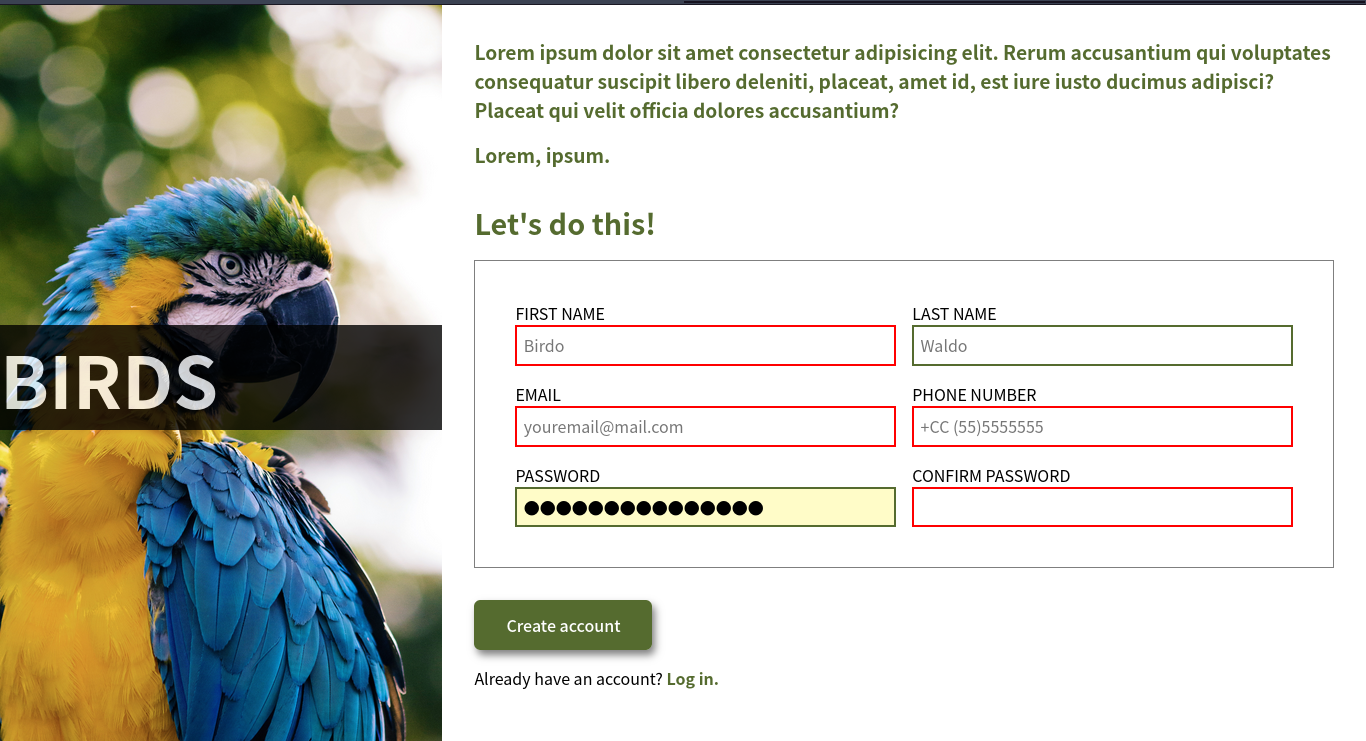 BIRDS
Lorem ipsum dolor sit amet consectetur adipisicing elit. Rerum accusantium qui voluptates
consequatur suscipit libero deleniti, placeat, amet id, est iure iusto ducimus adipisci?
Placeat qui velit officia dolores accusantium?
Lorem, ipsum.
Let's do this!
FIRST NAME
LAST NAME
Birdo
Waldo
EMAIL
PHONE NUMBER
youremail@mail.com
+CC (55)5555555
PASSWORD
CONFIRM PASSWORD
●●●●●●●●●●●●●●●
Create account
Already have an account? Log in.